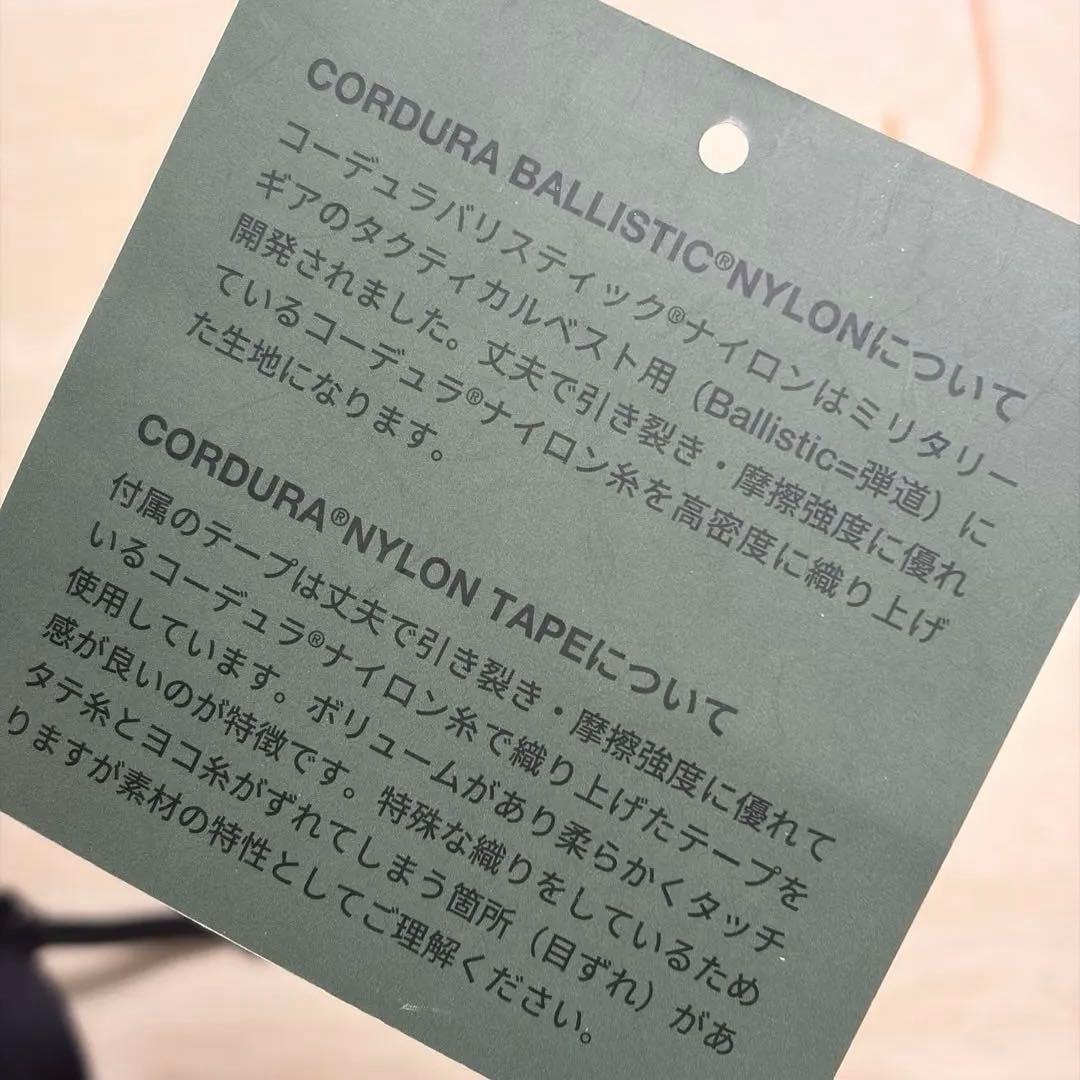 CORDURA BALLISTIC®NYLONについて
コーデュラバリスティック®ナイロンはミリタリー
ギアのタクティカルベスト用（Ballistic=弾道）に
開発されました。丈夫で引き裂き・摩擦強度に優れ
ているコーデュラ®ナイロン糸を高密度に織り上げ
た生地になります。
CORDURA®NYLON TAPEについて
付属のテープは丈夫で引き裂き・摩擦強度に優れて
いるコーデュラ®ナイロン糸で織り上げたテープを
使用しています。ボリュームがあり柔らかくタッチ
感が良いのが特徴です。特殊な織りをしているため
タテ糸とヨコ糸がずれてしまう箇所（目ずれ）があ
りますが素材の特性としてご理解ください。